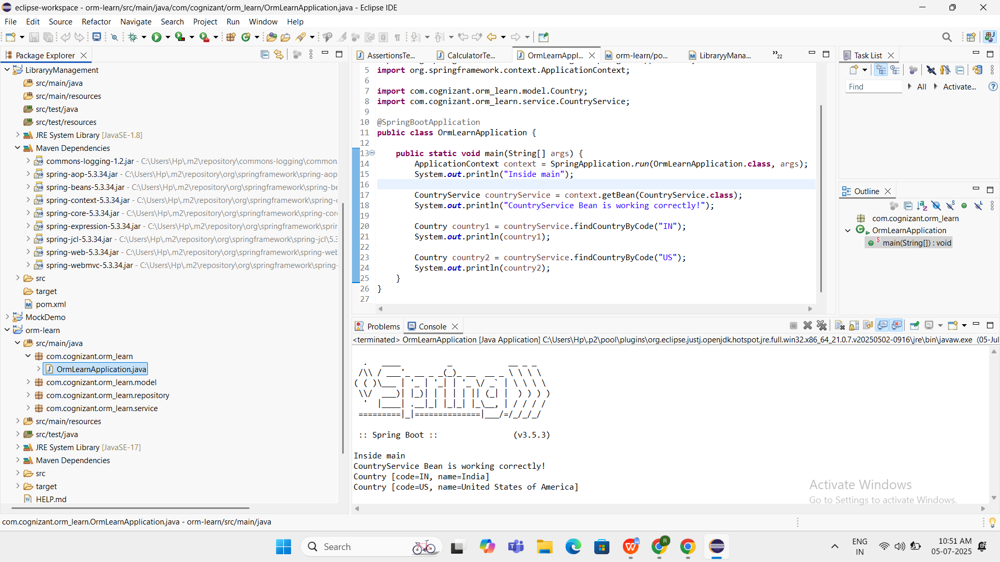 eclipse-workspace - orm-learn/src/main/java/com/cognizant/orm_learn/OrmLearnApplication.java - Eclipse IDE
File Edit Source Refactor Navigate Search Project Run Window Help
Package Explorer
LibraryyManagement
src/main/java
src/main/resources
src/test/java
src/test/resources
JRE System Library [JavaSE-1.8]
Maven Dependencies
commons-logging-1.2.jar - C:\Users\Hp\.m2\repository\commons-logging\common
spring-aop-5.3.34.jar - C:\Users\Hp\.m2\repository\org\springframework\spring-aop
spring-beans-5.3.34.jar - C:\Users\Hp\.m2\repository\org\springframework\spring-be
spring-context-5.3.34.jar - C:\Users\Hp\.m2\repository\org\springframework\spring-c
spring-core-5.3.34.jar - C:\Users\Hp\.m2\repository\org\springframework\spring-cor
spring-expression-5.3.34.jar - C:\Users\Hp\.m2\repository\org\springframework\sprir
spring-jcl-5.3.34.jar - C:\Users\Hp\.m2\repository\org\springframework\spring-jcl\5.3
spring-web-5.3.34.jar - C:\Users\Hp\.m2\repository\org\springframework\spring-wek
spring-webmvc-5.3.34.jar - C:\Users\Hp\.m2\repository\org\springframework\spring-
src
target
pom.xml
MockDemo
orm-learn
src/main/java
com.cognizant.orm_learn
OrmLearnApplication.java
com.cognizant.orm_learn.model
com.cognizant.orm_learn.repository
com.cognizant.orm_learn.service
src/main/resources
src/test/java
JRE System Library [JavaSE-17]
Maven Dependencies
src
target
HELP.md
AssertionsTe... CalculatorTe... OrmLearnAppl... orm-learn/po... LibraryyMana... »22
5 import org.springframework.context.ApplicationContext;
6
7 import com.cognizant.orm_learn.model.Country;
8 import com.cognizant.orm_learn.service.CountryService;
9
10 @SpringBootApplication
11 public class OrmLearnApplication {
12
13 public static void main(String[] args) {
14 ApplicationContext context = SpringApplication.run(OrmLearnApplication.class, args);
15 System.out.println("Inside main");
16
17 CountryService countryService = context.getBean(CountryService.class);
18 System.out.println("CountryService Bean is working correctly!");
19
20 Country country1 = countryService.findCountryByCode("IN");
21 System.out.println(country1);
22
23 Country country2 = countryService.findCountryByCode("US");
24 System.out.println(country2);
25 }
26 }
27
Problems Console
<terminated> OrmLearnApplication [Java Application] C:\Users\Hp\.p2\pool\plugins\org.eclipse.justj.openjdk.hotspot.jre.full.win32.x86_64_21.0.7.v20250502-0916\jre\bin\javaw.exe (05-Jul
  .   ____          _            __ _ _
 /\\ / ___'_ __ _ _(_)_ __  __ _ \ \ \ \
( ( )\___ | '_ | '_| | '_ \/ _` | \ \ \ \
 \\/  ___)| |_)| | | | | || (_| |  ) ) ) )
  '  |____| .__|_| |_|_| |_\__, | / / / /
 =========|_|==============|___/=/_/_/_/
:: Spring Boot :: (v3.5.3)
Inside main
CountryService Bean is working correctly!
Country [code=IN, name=India]
Country [code=US, name=United States of America]
Task List
Find All Activate...
Outline
com.cognizant.orm_learn
OrmLearnApplication
main(String[]) : void
Activate Windows
Go to Settings to activate Windows.
com.cognizant.orm_learn.OrmLearnApplication.java - orm-learn/src/main/java
Search
ENG
IN
10:51 AM
05-07-2025